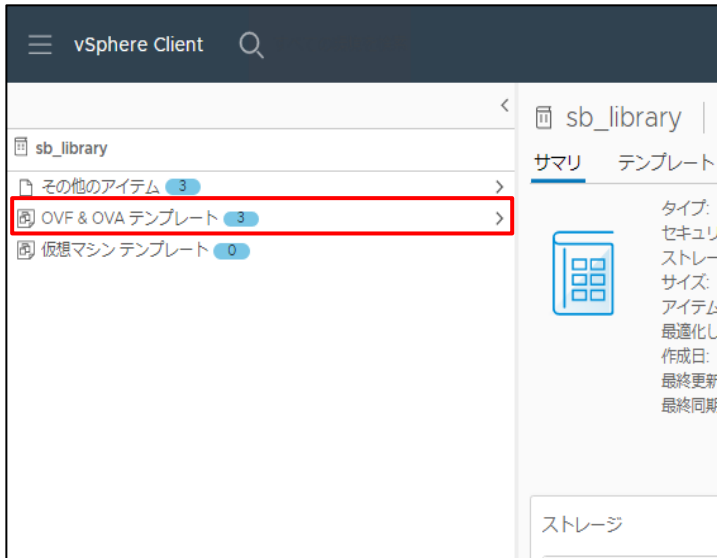 vSphere Client
sb_library
その他のアイテム 3
OVF & OVA テンプレート 3
仮想マシン テンプレート 0
sb_library
サマリ テンプレート
タイプ:
セキュリ
ストレー
サイズ:
アイテム
最適化し
作成日:
最終更新
最終同期
ストレージ